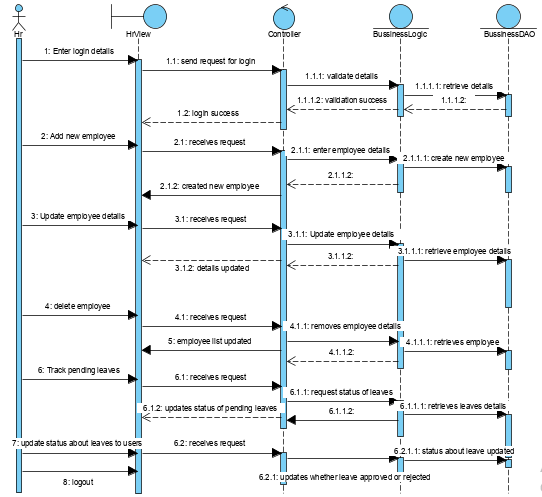 Hr
HrView
Controller
BussinessLogic
BussinessDAO
1: Enter login details
1.1: send request for login
1.1.1: validate details
1.1.1.1: retrieve details
1.1.1.2: validation success
1.1.1.2:
1.2: login success
2: Add new employee
2.1: receives request
2.1.1: enter employee details
2.1.1.1: create new employee
2.1.1.2:
2.1.2: created new employee
3: Update employee details
3.1: receives request
3.1.1: Update employee details
3.1.1.1: retrieve employee details
3.1.1.2:
3.1.2: details updated
4: delete employee
4.1: receives request
4.1.1: removes employee details
5: employee list updated
4.1.1.1: retrieves employee
4.1.1.2:
6: Track pending leaves
6.1: receives request
6.1.1: request status of leaves
6.1.1.1: retrieves leaves details
6.1.2: updates status of pending leaves
6.1.1.2:
7: update status about leaves to users
6.2: receives request
6.2.1.1: status about leave updated
6.2.1: updates whether leave approved or rejected
8: logout